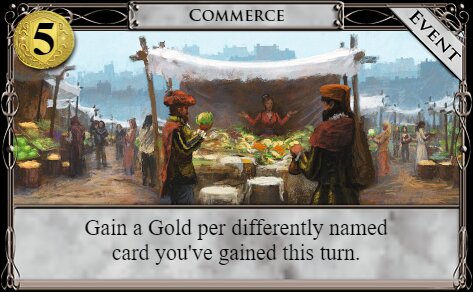 COMMERCE
5
EVENT
Gain a Gold per differently named
card you've gained this turn.